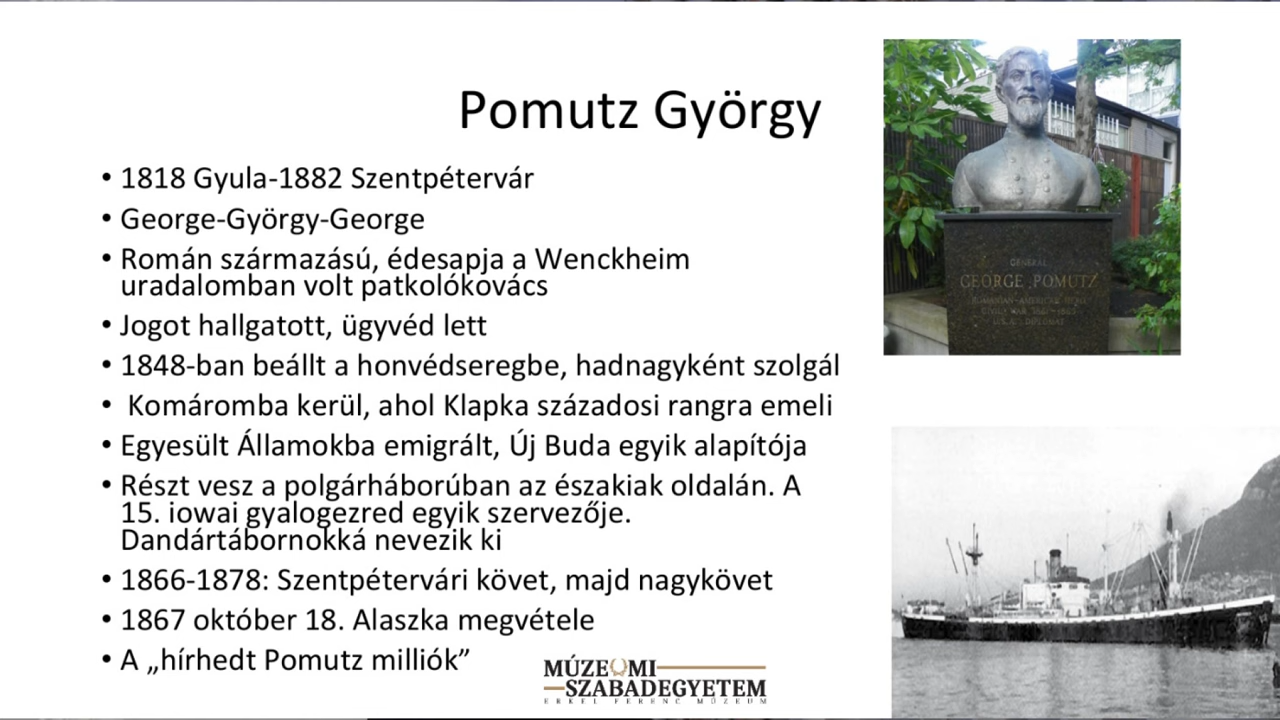 Pomutz György
• 1818 Gyula-1882 Szentpétervár
• George-György-George
• Román származású, édesapja a Wenckheim
uradalomban volt patkolókovács
• Jogot hallgatott, ügyvéd lett
• 1848-ban beállt a honvédseregbe, hadnagyként szolgál
• Komáromba kerül, ahol Klapka századosi rangra emeli
• Egyesült Államokba emigrált, Új Buda egyik alapítója
• Részt vesz a polgárháborúban az északiak oldalán. A
15. iowai gyalogezred egyik szervezője.
Dandártábornokká nevezik ki
• 1866-1878: Szentpétervári követ, majd nagykövet
• 1867 október 18. Alaszka megvétele
• A „hírhedt Pomutz milliók”
GENERAL
GEORGE POMUTZ
ROMANIAN-AMERICAN HERO
MÚZEUMI
SZABADEGYETEM
ERKEL FERENC MÚZEUM